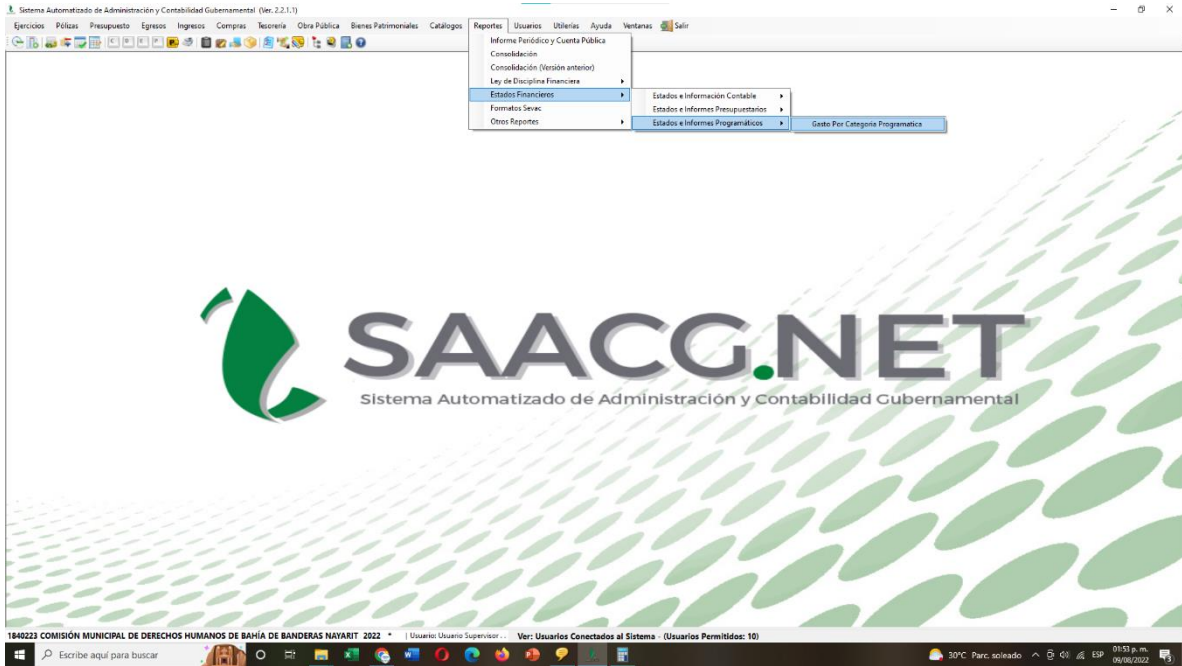 Sistema Automatizado de Administración y Contabilidad Gubernamental (Ver. 2.2.1.1)
Ejercicios Pólizas Presupuesto Egresos Ingresos Compras Tesorería Obra Pública Bienes Patrimoniales Catálogos Reportes Usuarios Utilerías Ayuda Ventanas Salir
Informe Periódico y Cuenta Pública
Consolidación
Consolidación (Versión anterior)
Ley de Disciplina Financiera
Estados Financieros
Formatos Sevac
Otros Reportes
Estados e Información Contable
Estados e Informes Presupuestarios
Estados e Informes Programáticos
Gasto Por Categoria Programatica
SAACG.NET
Sistema Automatizado de Administración y Contabilidad Gubernamental
1840223 COMISIÓN MUNICIPAL DE DERECHOS HUMANOS DE BAHÍA DE BANDERAS NAYARIT 2022 * | Usuario: Usuario Supervisor . . Ver: Usuarios Conectados al Sistema - (Usuarios Permitidos: 10)
Escribe aquí para buscar
30°C Parc. soleado ESP 01:53 p. m.
09/08/2022